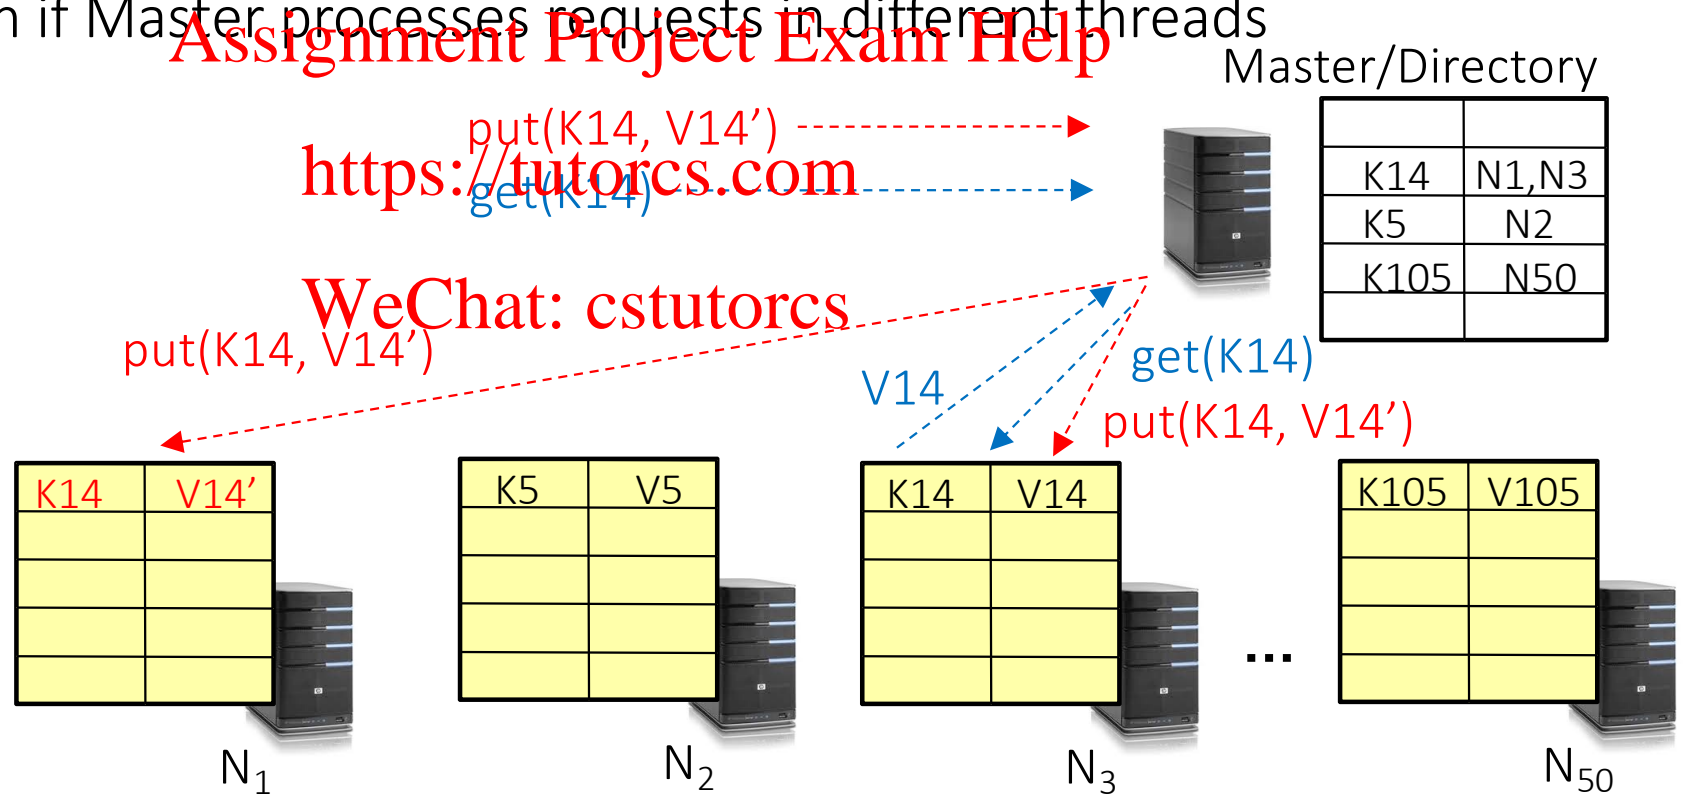 n if Master processes requests in different threads
Assignment Project Exam Help
Master/Directory
put(K14, V14’)
https://tutorcs.com
get(K14)
K14 N1,N3
K5 N2
K105 N50
WeChat: cstutorcs
put(K14, V14’)
get(K14)
V14
put(K14, V14’)
K14 V14’
K5 V5
K14 V14
K105 V105
...
N1
N2
N3
N50